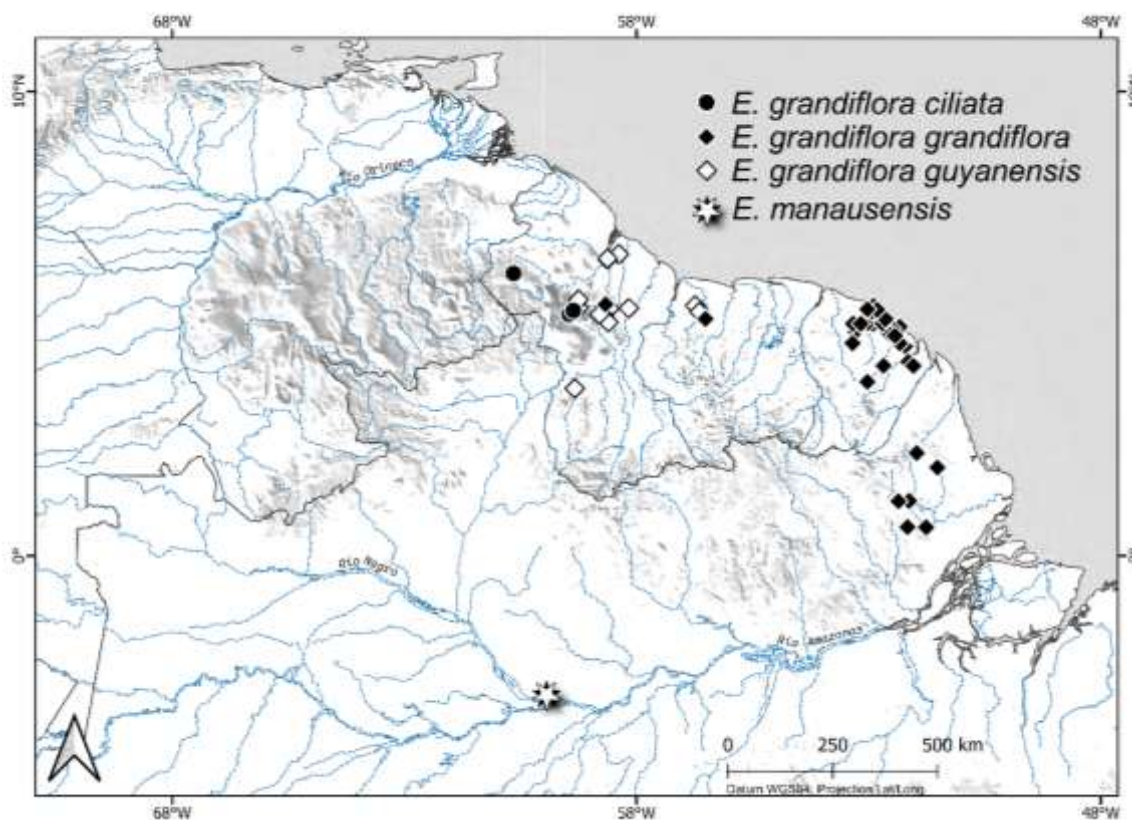 68°W 58°W 48°W
10°N
E. grandiflora ciliata
E. grandiflora grandiflora
E. grandiflora guyanensis
E. manausensis
Rio Orinoco
0° 0°
Rio Negro
Rio Amazonas
0 250 500 km
Datum WGS84, Projection Lat/Long
68°W 58°W 48°W